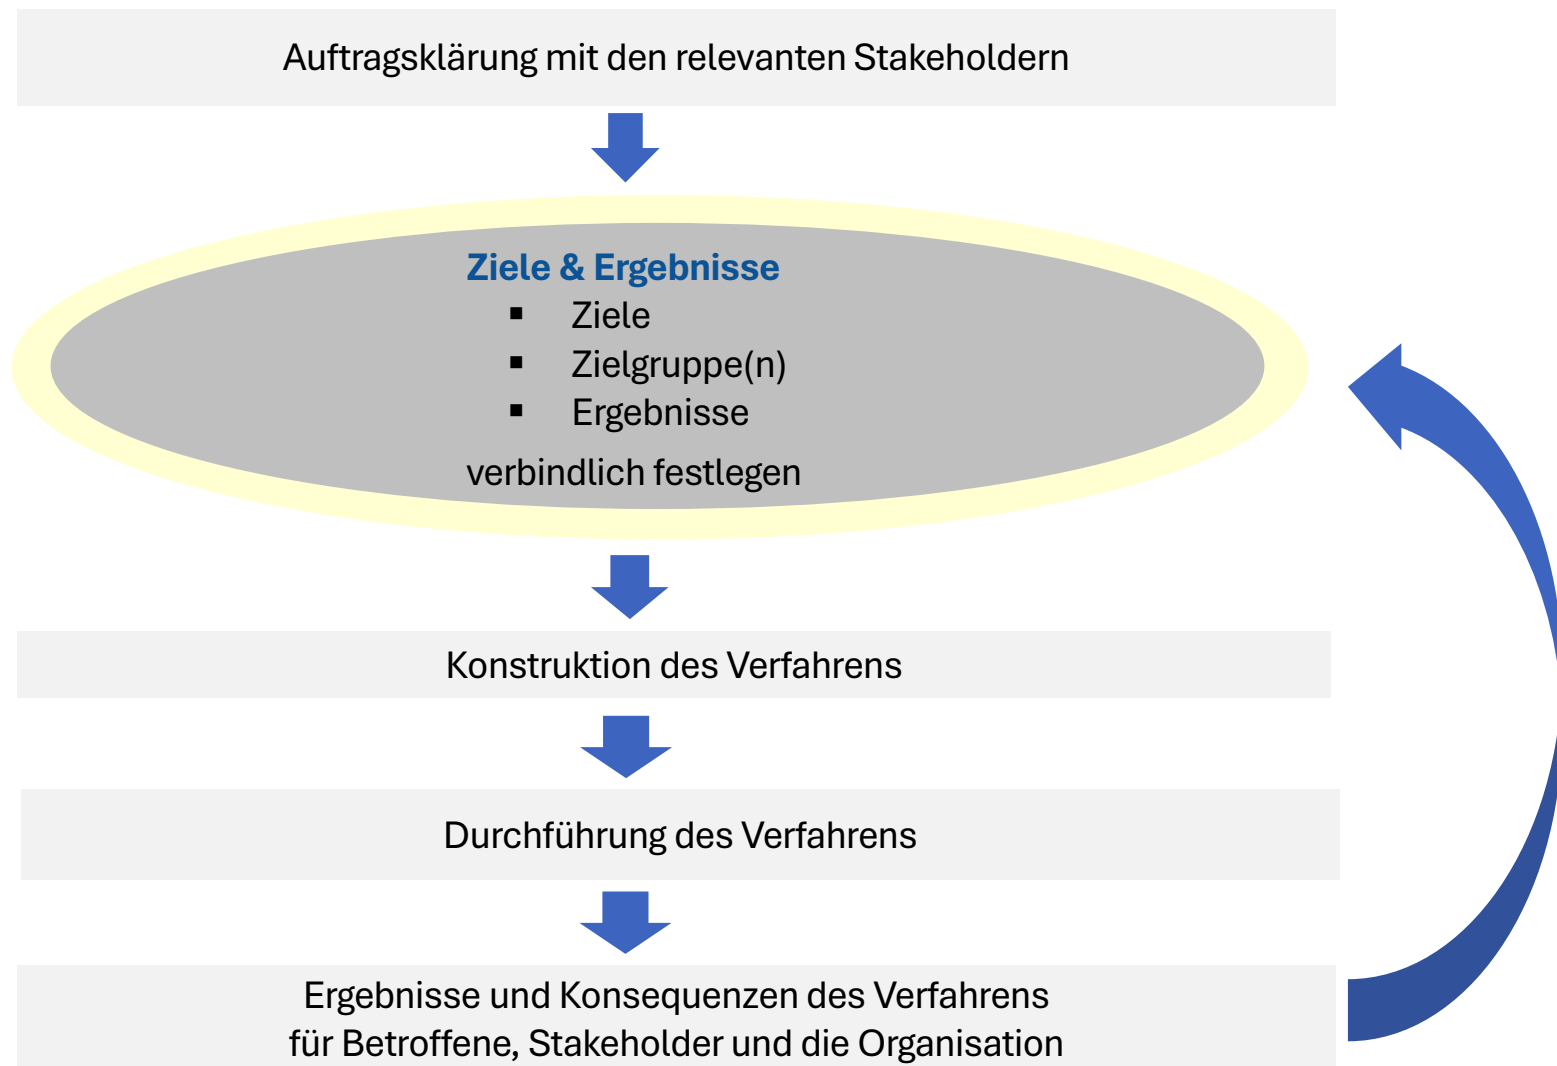 Auftragsklärung mit den relevanten Stakeholdern
Ziele & Ergebnisse
▪ Ziele
▪ Zielgruppe(n)
▪ Ergebnisse
verbindlich festlegen
Konstruktion des Verfahrens
Durchführung des Verfahrens
Ergebnisse und Konsequenzen des Verfahrens
für Betroffene, Stakeholder und die Organisation